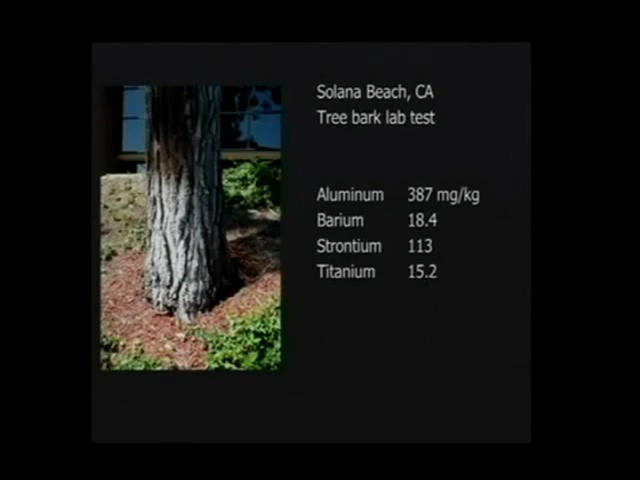 Solana Beach, CA
Tree bark lab test
Aluminum 387 mg/kg
Barium 18.4
Strontium 113
Titanium 15.2